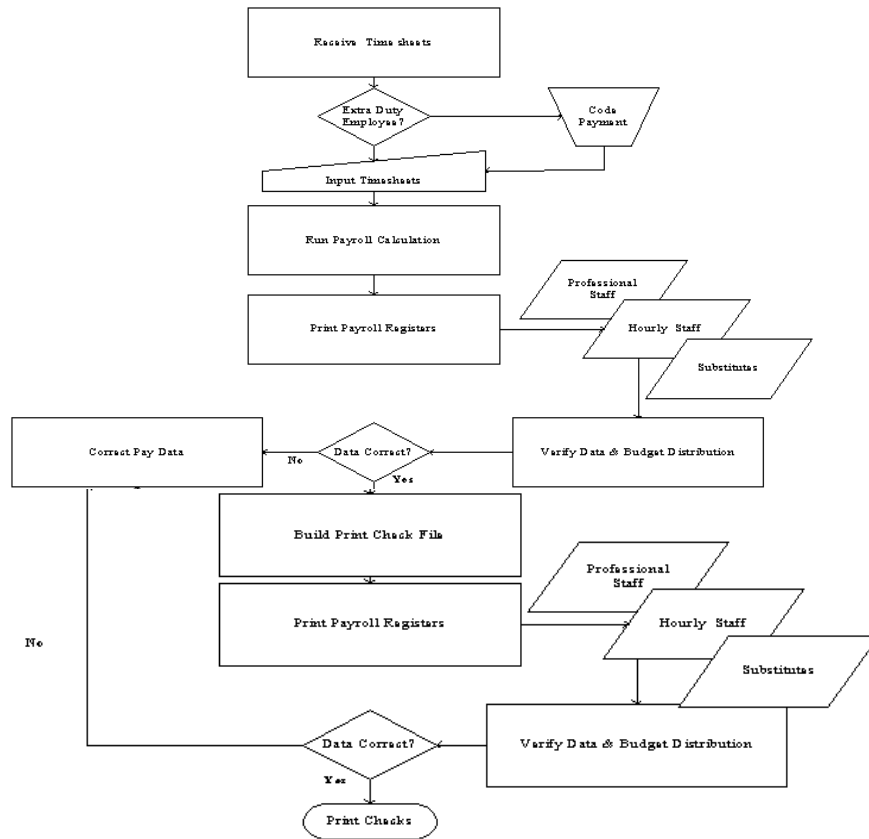 Receive Timesheets
Extra Duty
Employee?
Code
Payment
Input Timesheets
Run Payroll Calculation
Professional
Staff
Print Payroll Registers
Hourly Staff
Substitutes
Correct Pay Data
No
Data Correct?
Yes
Verify Data & Budget Distribution
Build Print Check File
Professional
Staff
Print Payroll Registers
Hourly Staff
Substitutes
No
Data Correct?
Yes
Verify Data & Budget Distribution
Print Checks